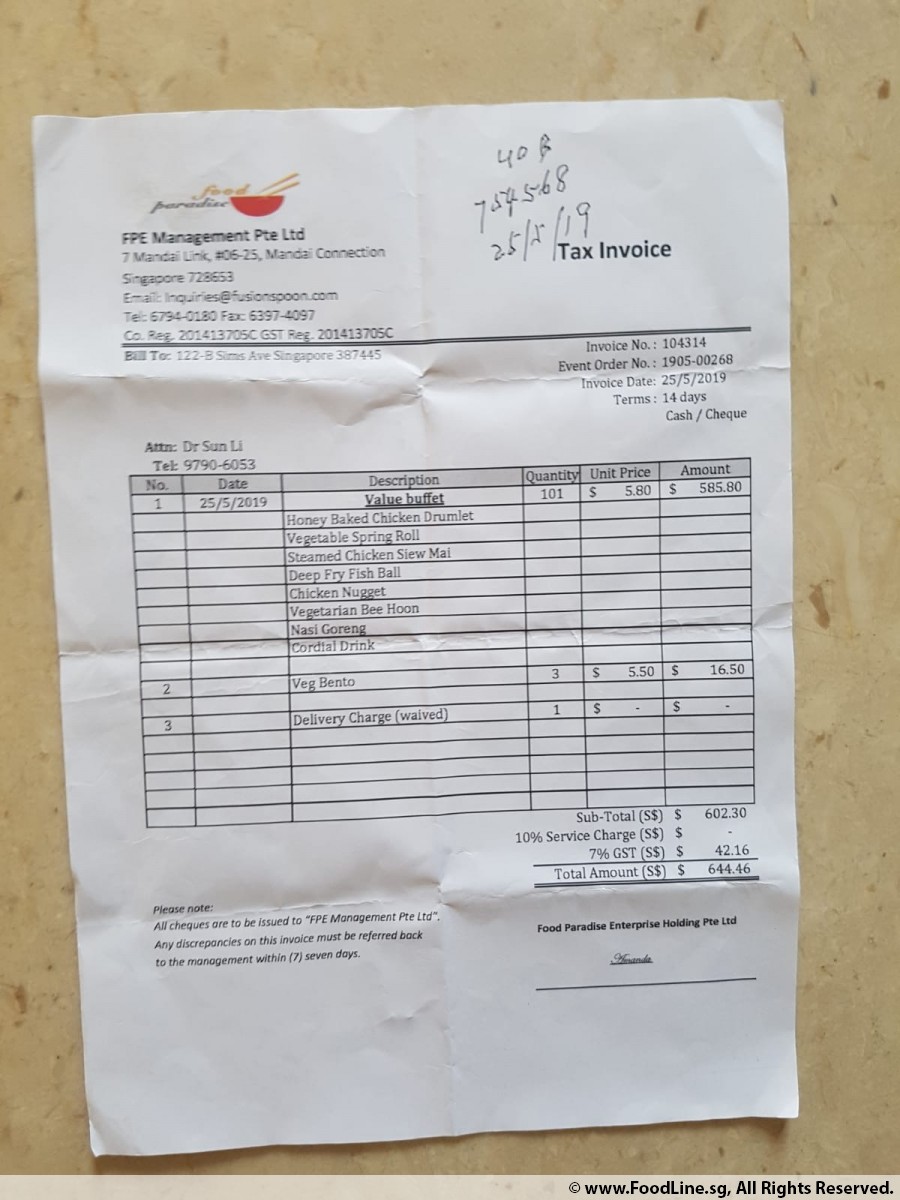 40 B
754568
25/5/19
food
paradise
FPE Management Pte Ltd
7 Mandai Link, #06-25, Mandai Connection
Singapore 728653
Email: Inquiries@fusionspoon.com
Tel: 6794-0180 Fax: 6397-4097
Co. Reg. 201413705C GST Reg. 201413705C
Tax Invoice
Bill To: 122-B Sims Ave Singapore 387445
Invoice No.: 104314
Event Order No.: 1905-00268
Invoice Date: 25/5/2019
Terms: 14 days
Cash / Cheque
Attn: Dr Sun Li
Tel: 9790-6053
No. Date Description Quantity Unit Price Amount
1 25/5/2019 Value buffet 101 $ 5.80 $ 585.80
Honey Baked Chicken Drumlet
Vegetable Spring Roll
Steamed Chicken Siew Mai
Deep Fry Fish Ball
Chicken Nugget
Vegetarian Bee Hoon
Nasi Goreng
Cordial Drink
2 Veg Bento 3 $ 5.50 $ 16.50
3 Delivery Charge (waived) 1 $ - $ -
Sub-Total (S$) $ 602.30
10% Service Charge (S$) $ -
7% GST (S$) $ 42.16
Total Amount (S$) $ 644.46
Please note:
All cheques are to be issued to "FPE Management Pte Ltd".
Any discrepancies on this invoice must be referred back
to the management within (7) seven days.
Food Paradise Enterprise Holding Pte Ltd
Amanda
© www.FoodLine.sg, All Rights Reserved.